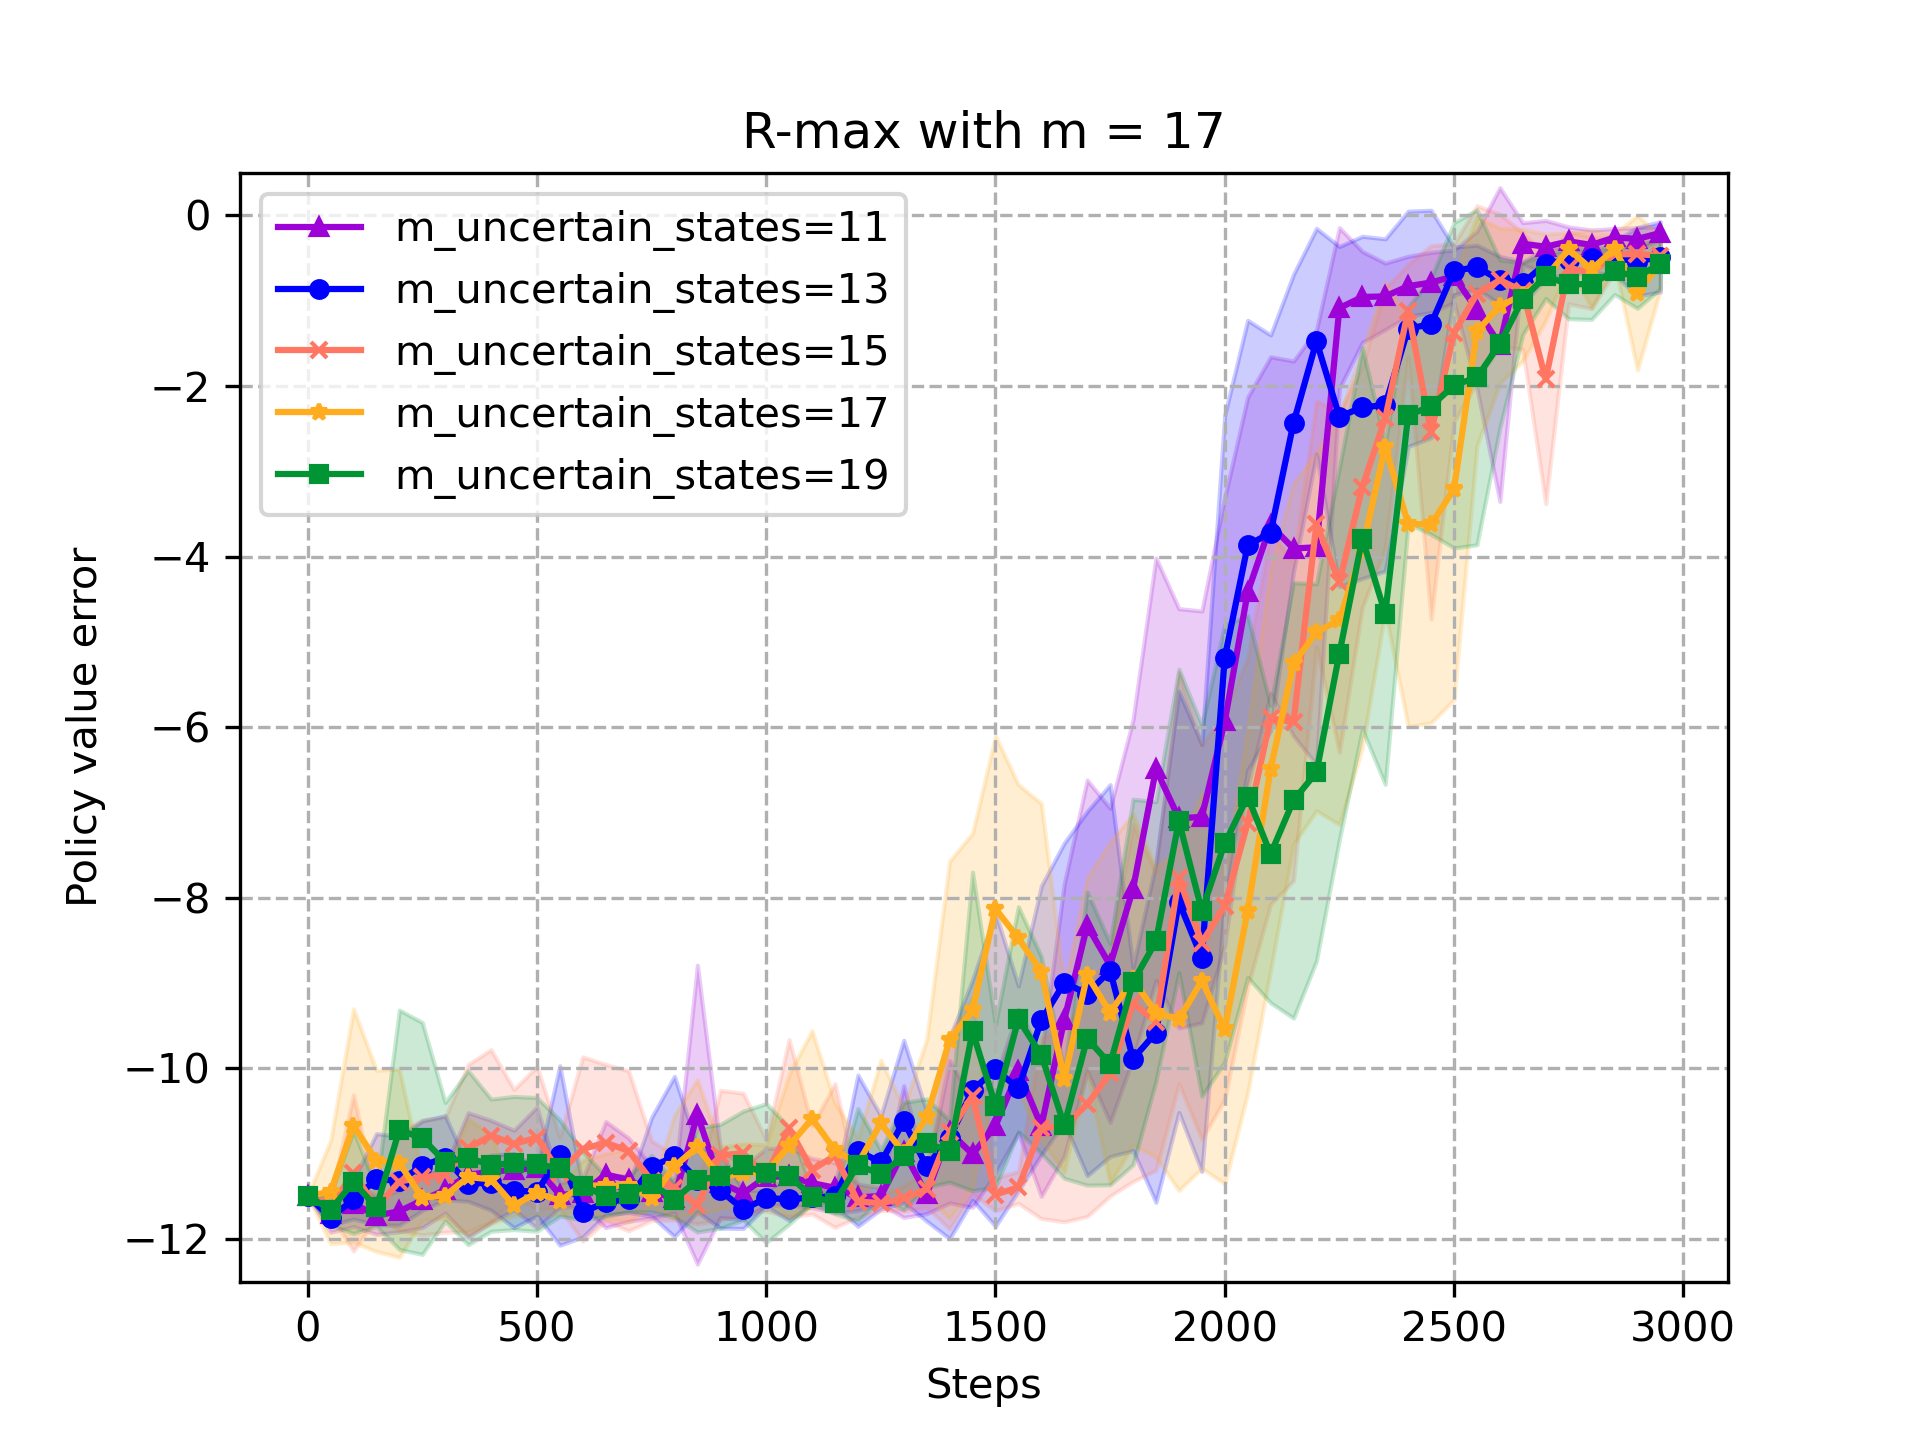 R-max with m = 17
m_uncertain_states=11
m_uncertain_states=13
m_uncertain_states=15
m_uncertain_states=17
m_uncertain_states=19
Policy value error
0
−2
−4
−6
−8
−10
−12
0 500 1000 1500 2000 2500 3000
Steps